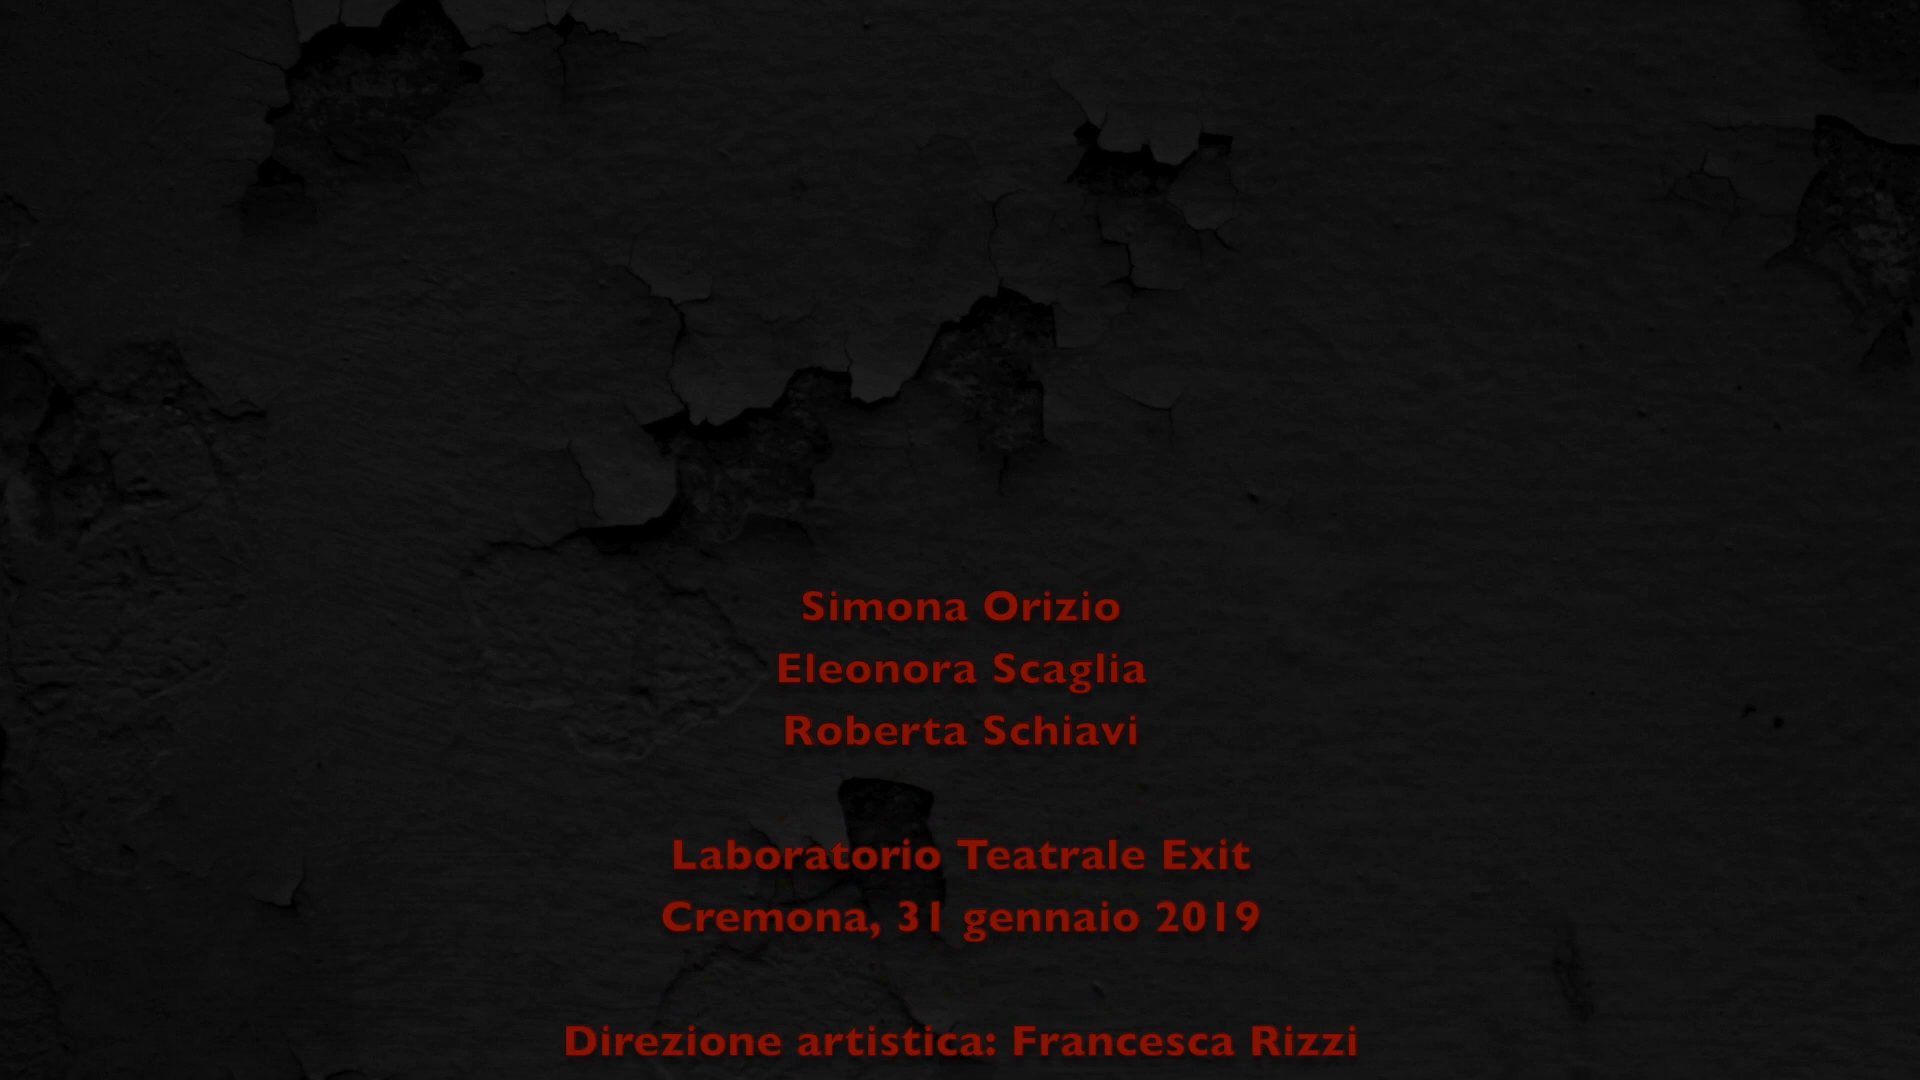 Simona Orizio
Eleonora Scaglia
Roberta Schiavi
Laboratorio Teatrale Exit
Cremona, 31 gennaio 2019
Direzione artistica: Francesca Rizzi